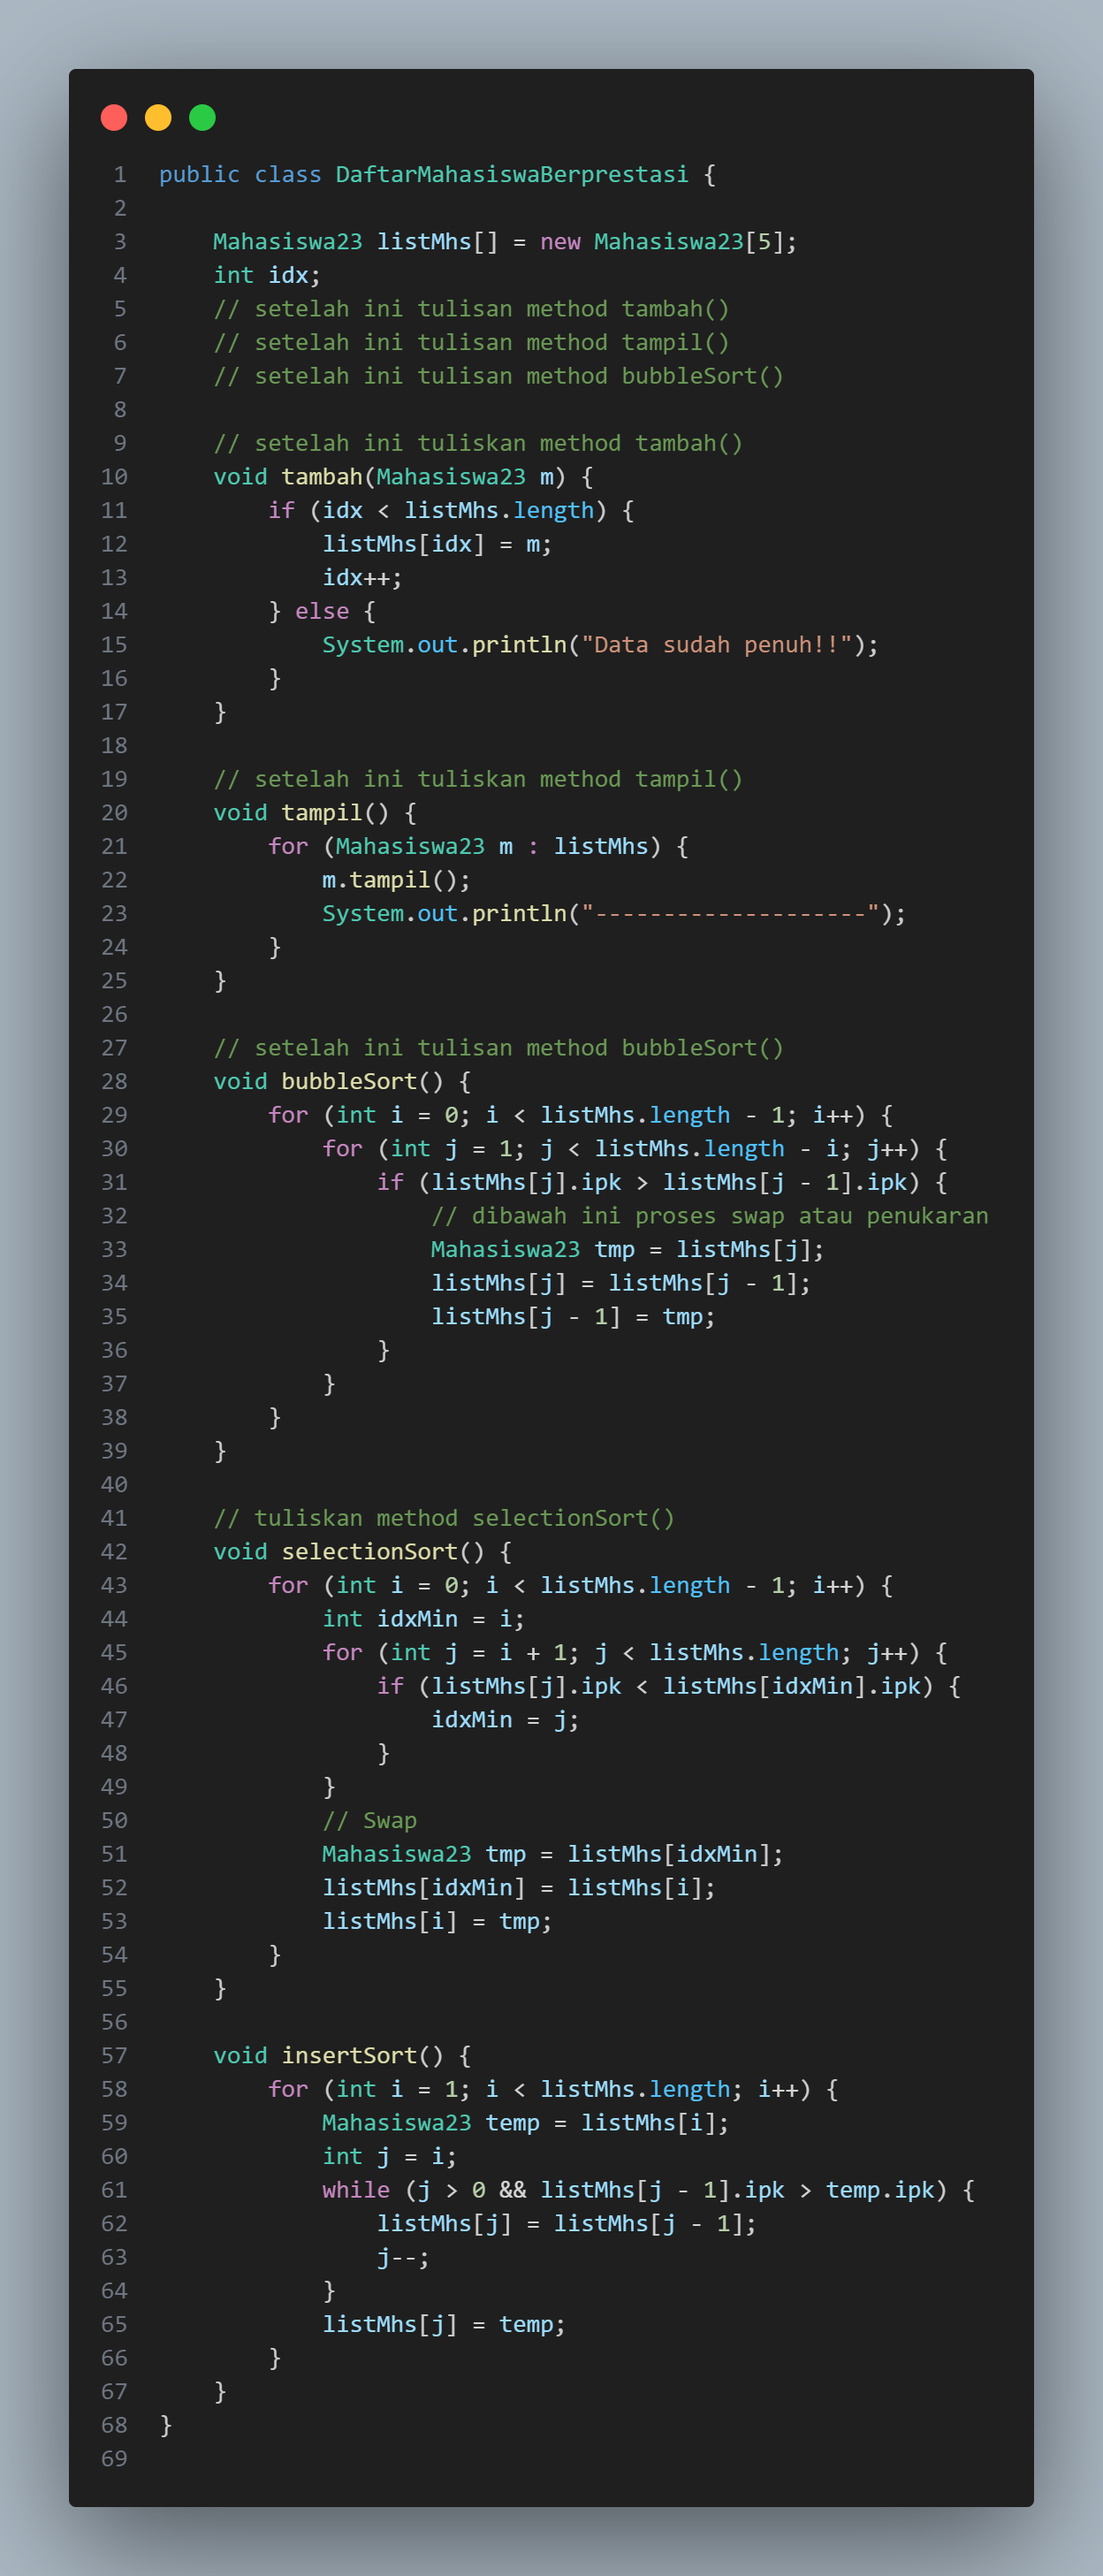 1 public class DaftarMahasiswaBerprestasi {
2
3     Mahasiswa23 listMhs[] = new Mahasiswa23[5];
4     int idx;
5     // setelah ini tulisan method tambah()
6     // setelah ini tulisan method tampil()
7     // setelah ini tulisan method bubbleSort()
8
9     // setelah ini tuliskan method tambah()
10     void tambah(Mahasiswa23 m) {
11         if (idx < listMhs.length) {
12             listMhs[idx] = m;
13             idx++;
14         } else {
15             System.out.println("Data sudah penuh!!");
16         }
17     }
18
19     // setelah ini tuliskan method tampil()
20     void tampil() {
21         for (Mahasiswa23 m : listMhs) {
22             m.tampil();
23             System.out.println("--------------------");
24         }
25     }
26
27     // setelah ini tulisan method bubbleSort()
28     void bubbleSort() {
29         for (int i = 0; i < listMhs.length - 1; i++) {
30             for (int j = 1; j < listMhs.length - i; j++) {
31                 if (listMhs[j].ipk > listMhs[j - 1].ipk) {
32                     // dibawah ini proses swap atau penukaran
33                     Mahasiswa23 tmp = listMhs[j];
34                     listMhs[j] = listMhs[j - 1];
35                     listMhs[j - 1] = tmp;
36                 }
37             }
38         }
39     }
40
41     // tuliskan method selectionSort()
42     void selectionSort() {
43         for (int i = 0; i < listMhs.length - 1; i++) {
44             int idxMin = i;
45             for (int j = i + 1; j < listMhs.length; j++) {
46                 if (listMhs[j].ipk < listMhs[idxMin].ipk) {
47                     idxMin = j;
48                 }
49             }
50             // Swap
51             Mahasiswa23 tmp = listMhs[idxMin];
52             listMhs[idxMin] = listMhs[i];
53             listMhs[i] = tmp;
54         }
55     }
56
57     void insertSort() {
58         for (int i = 1; i < listMhs.length; i++) {
59             Mahasiswa23 temp = listMhs[i];
60             int j = i;
61             while (j > 0 && listMhs[j - 1].ipk > temp.ipk) {
62                 listMhs[j] = listMhs[j - 1];
63                 j--;
64             }
65             listMhs[j] = temp;
66         }
67     }
68 }
69